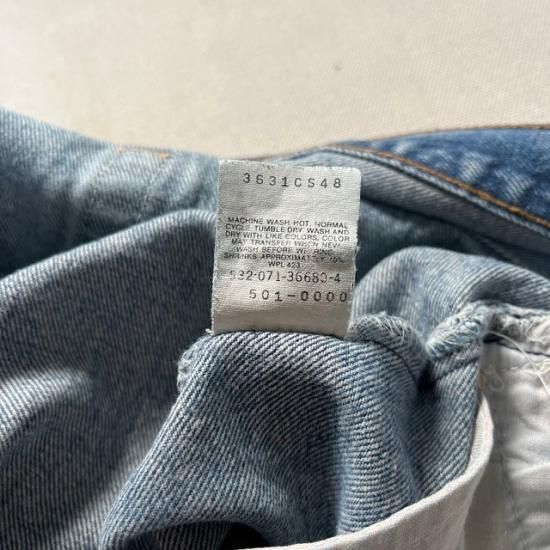 3631CS48
MACHINE WASH HOT. NORMAL
CYCLE TUMBLE DRY WASH AND
DRY WITH LIKE COLORS, COLOR
MAY TRANSFER WHEN NEW.
WASH BEFORE WEARING
SHRINKS APPROXIMATELY 10%
WPL 423
532-071-36680-4
501-0000